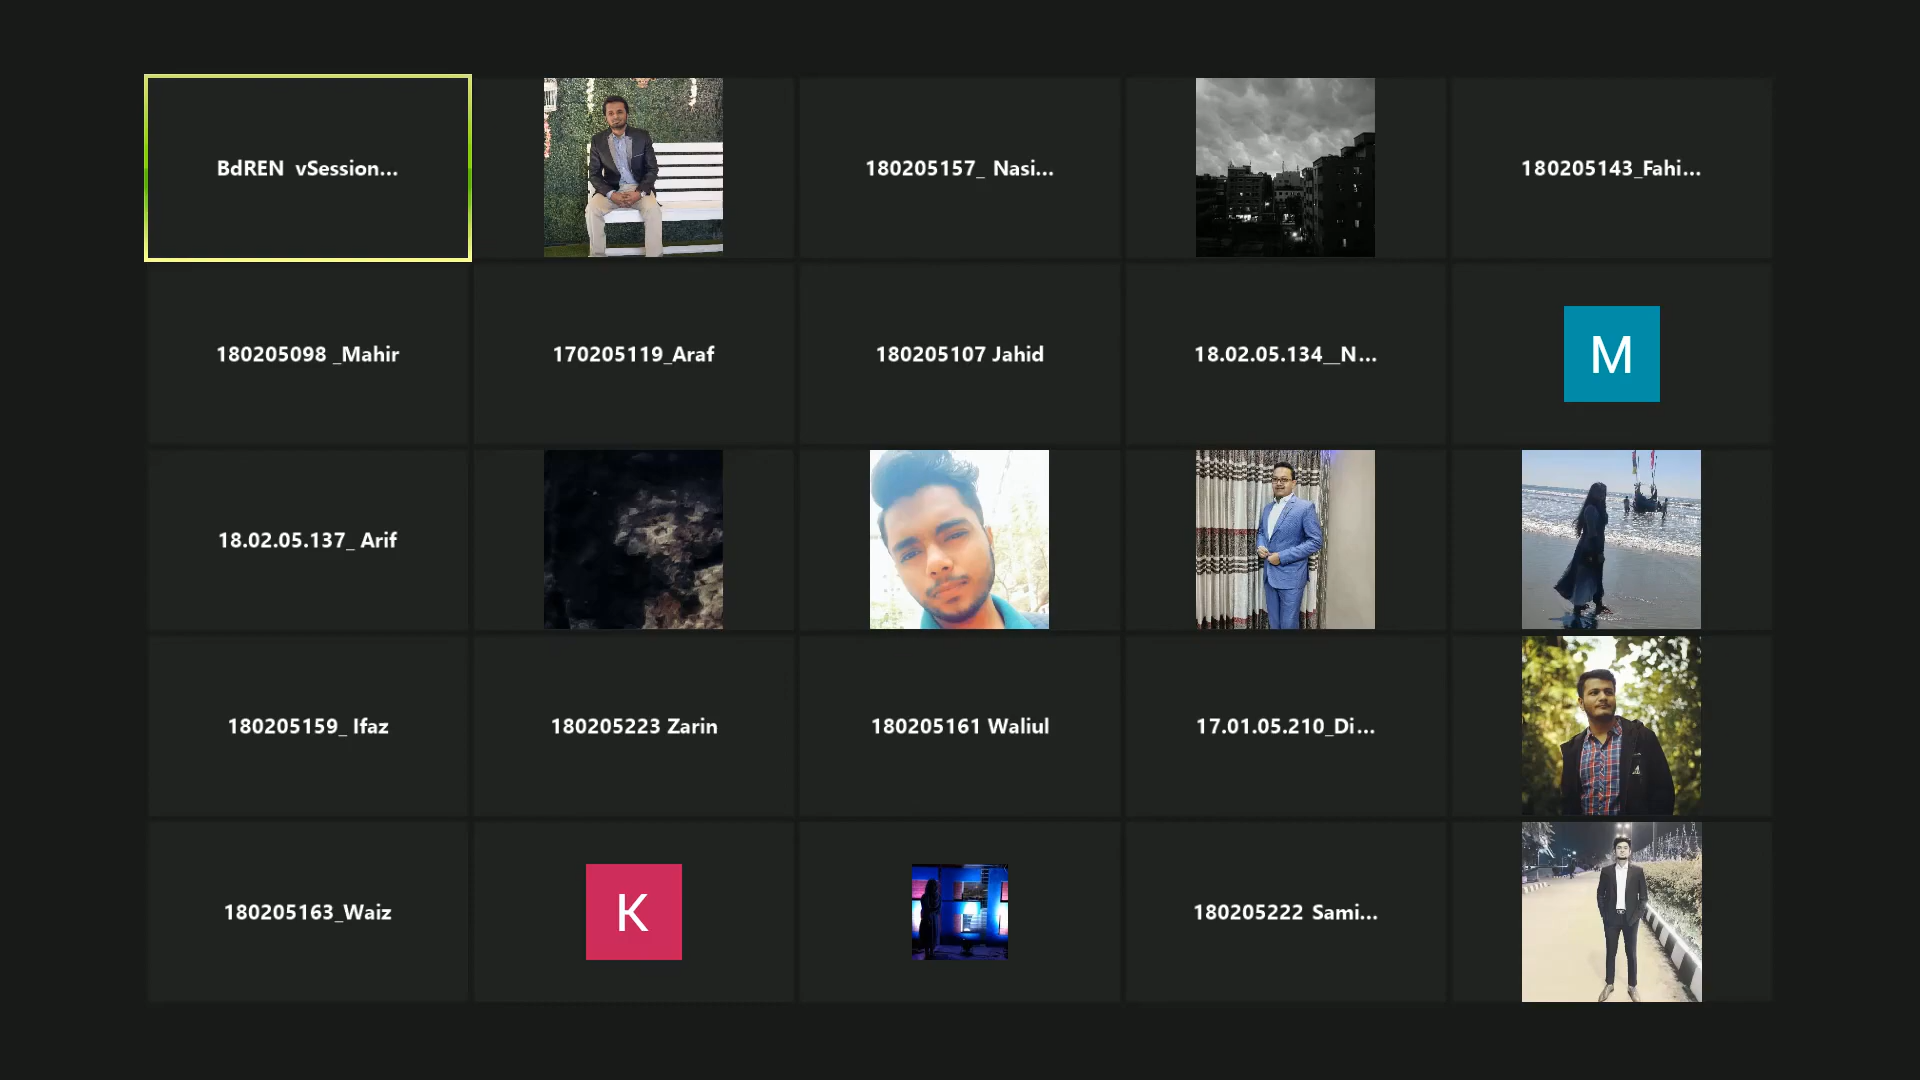 BdREN vSession...
180205157_ Nasi...
180205143_Fahi...
180205098 _Mahir
170205119_Araf
180205107 Jahid
18.02.05.134__N...
M
18.02.05.137_ Arif
180205159_ Ifaz
180205223 Zarin
180205161 Waliul
17.01.05.210_Di...
180205163_Waiz
K
180205222 Sami...